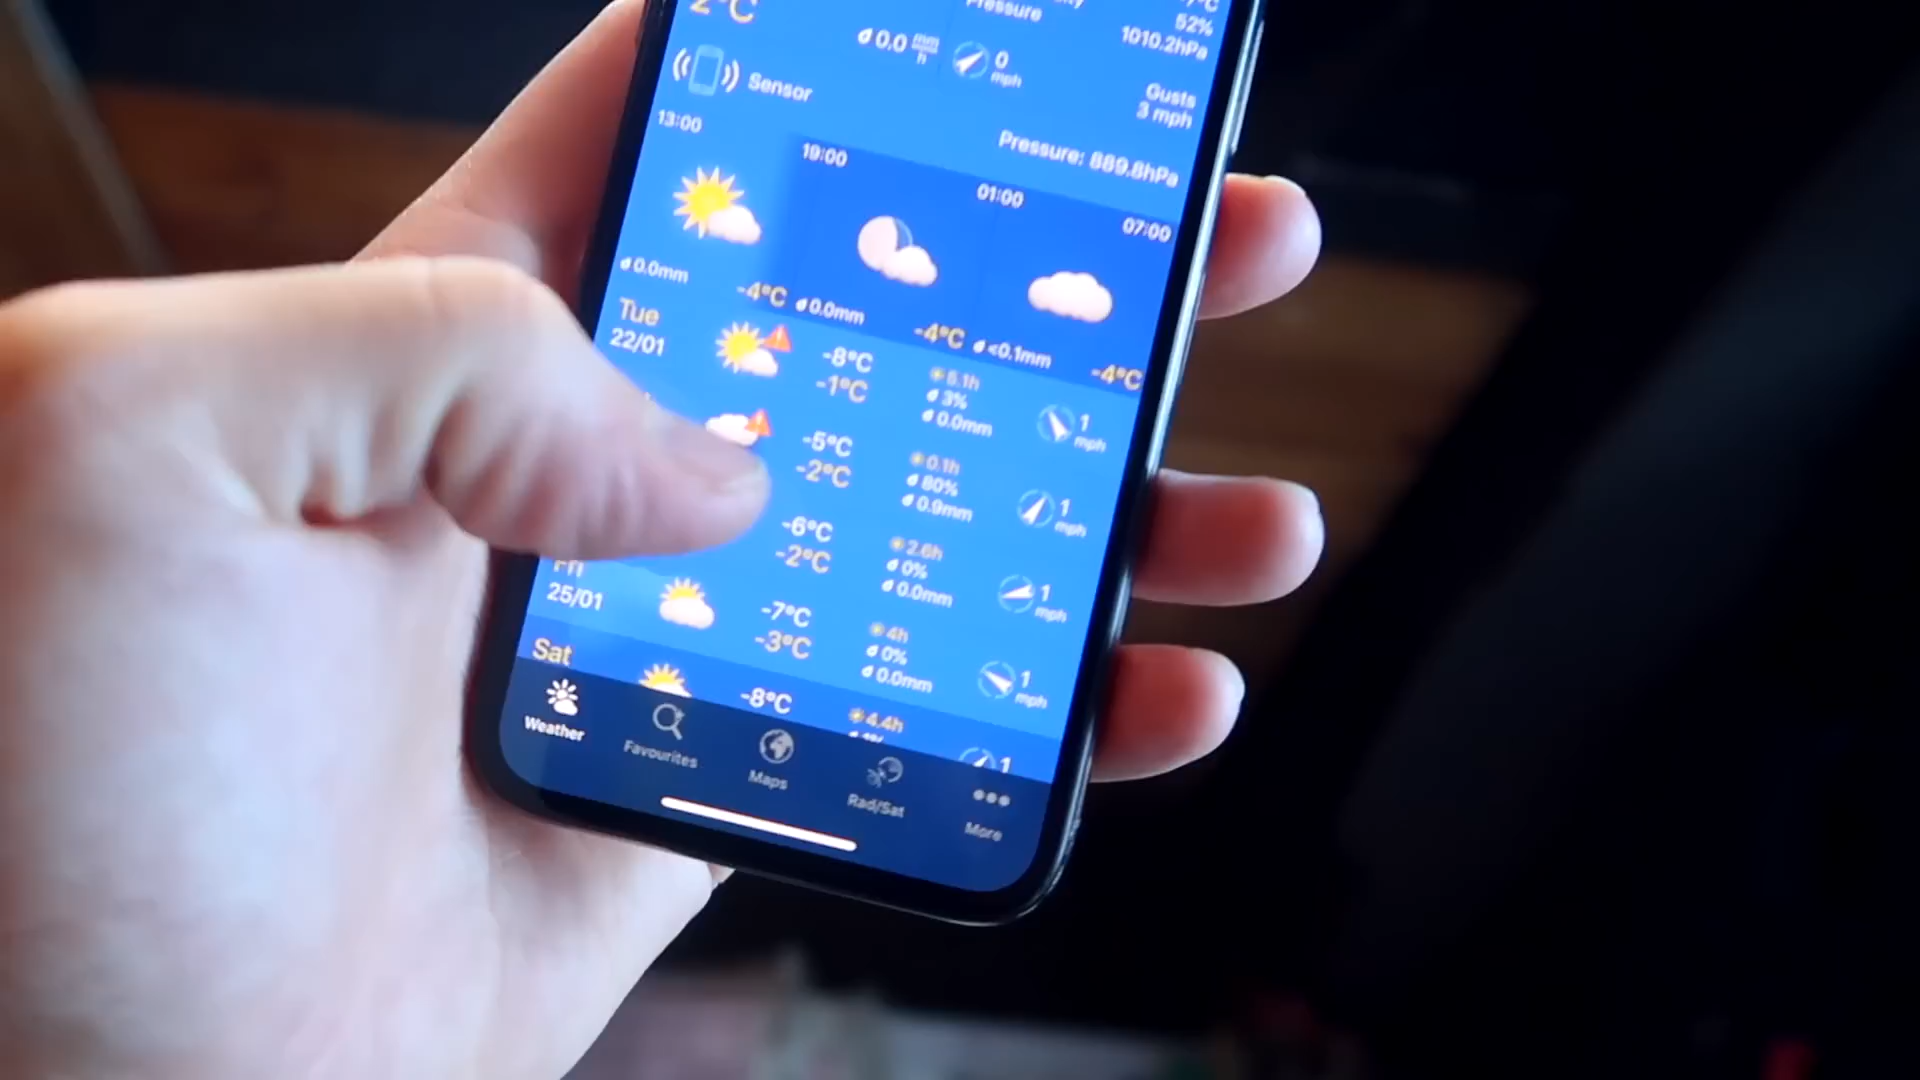 2°C
Pressure
52%
1010.2hPa
0.0 mm
h
0
mph
Sensor
Gusts
3 mph
Pressure: 889.8hPa
13:00
19:00
01:00
07:00
0.0mm
-4°C
0.0mm
-4°C
<0.1mm
-4°C
Tue
22/01
-8°C
-1°C
3%
0.0mm
1
mph
-5°C
-2°C
0.1h
80%
0.9mm
1
mph
-6°C
-2°C
2.6h
0%
0.0mm
1
mph
Fri
25/01
-7°C
-3°C
4h
0%
0.0mm
1
mph
Sat
-8°C
4.4h
1
Weather
Favourites
Maps
Rad/Sat
More